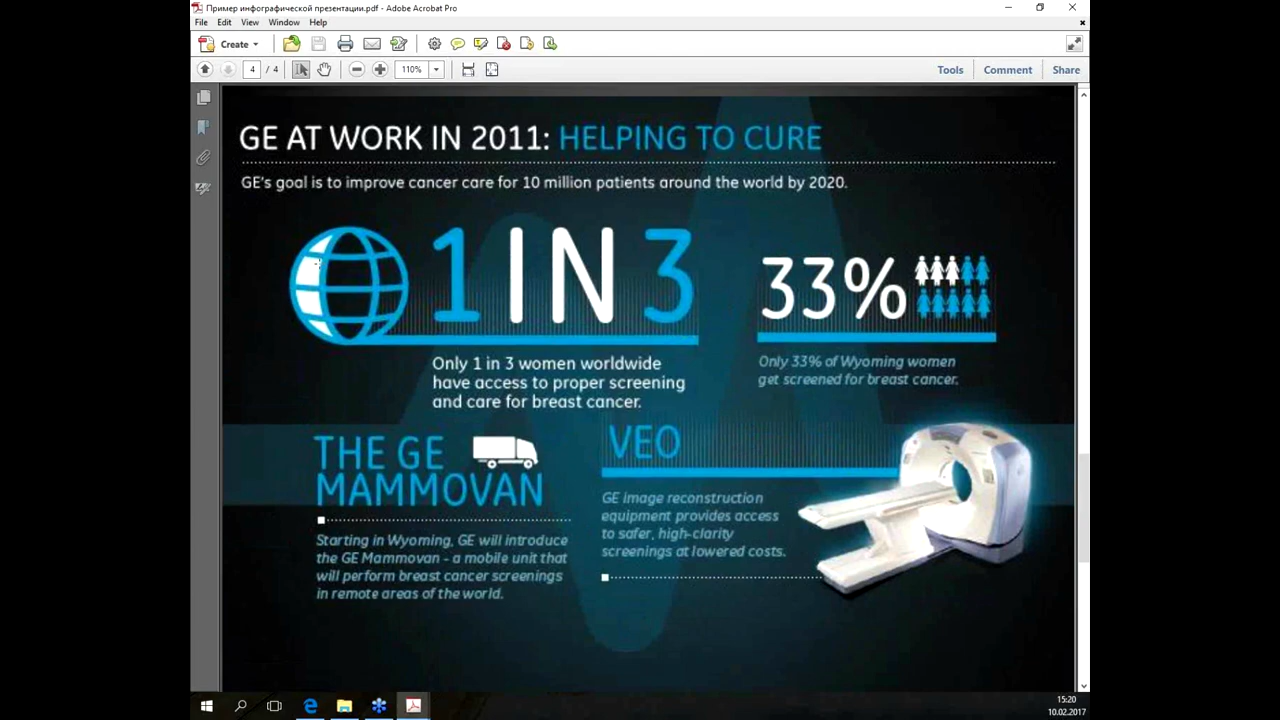 Пример инфографической презентации.pdf - Adobe Acrobat Pro
File Edit View Window Help
Create
4 / 4 110% Tools Comment Share
GE AT WORK IN 2011: HELPING TO CURE
GE's goal is to improve cancer care for 10 million patients around the world by 2020.
1 IN 3
33%
Only 1 in 3 women worldwide
have access to proper screening
and care for breast cancer.
Only 33% of Wyoming women
get screened for breast cancer.
THE GE
MAMMOVAN
Starting in Wyoming, GE will introduce
the GE Mammovan - a mobile unit that
will perform breast cancer screenings
in remote areas of the world.
VEO
GE image reconstruction
equipment provides access
to safer, high-clarity
screenings at lowered costs.
15:20
10.02.2017